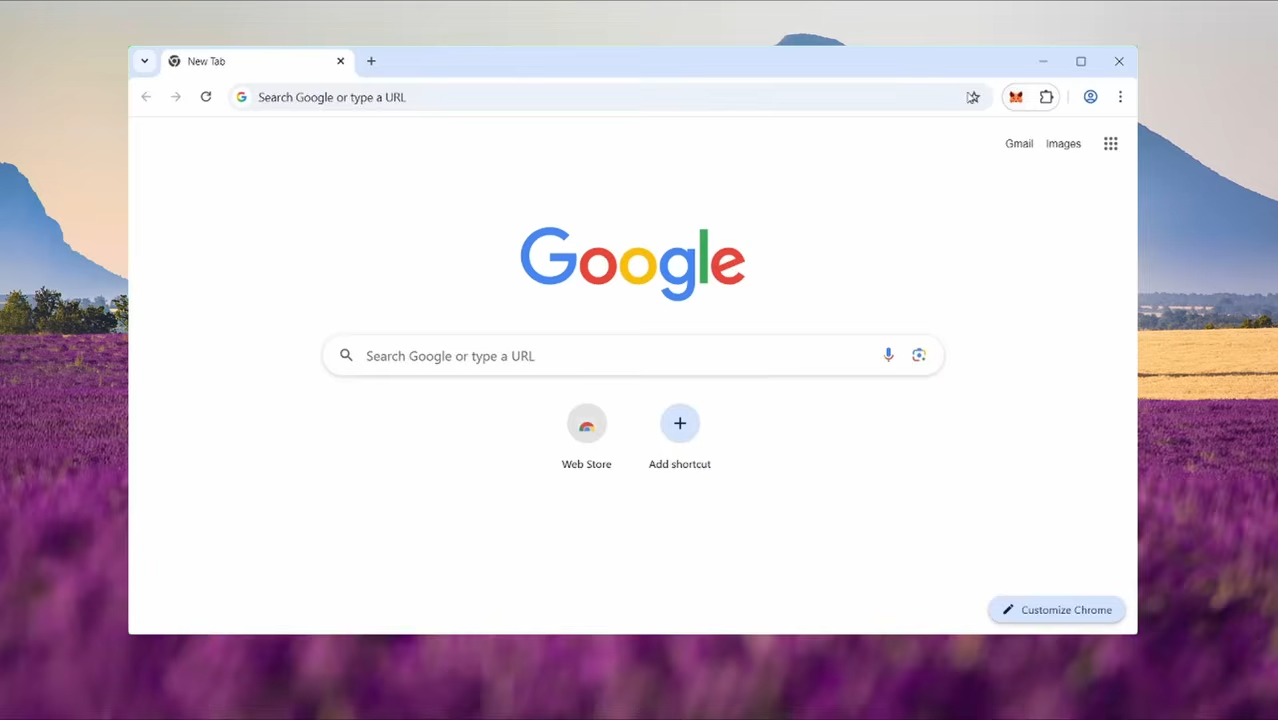 New Tab
Search Google or type a URL
Gmail Images
Google
Search Google or type a URL
Web Store Add shortcut
Customize Chrome